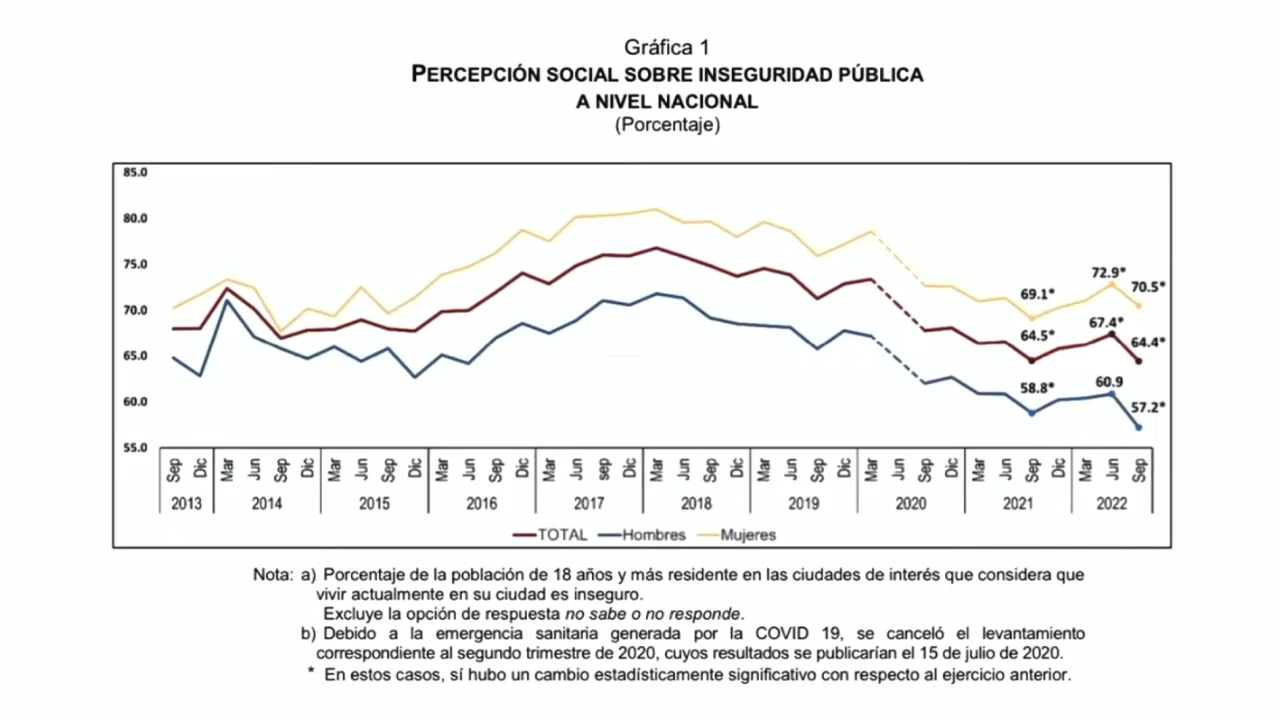 Gráfica 1
PERCEPCIÓN SOCIAL SOBRE INSEGURIDAD PÚBLICA
A NIVEL NACIONAL
(Porcentaje)
85.0
80.0
75.0
70.0
65.0
60.0
55.0
72.9*
70.5*
69.1*
67.4*
64.5*
64.4*
58.8*
60.9
57.2*
Sep Dic Mar Jun Sep Dic Mar Jun Sep Dic Mar Jun Sep Dic Mar Jun sep Dic Mar Jun sep Dic Mar Jun Sep Dic Mar Jun Sep Dic Mar Jun Sep Dic Mar Jun Sep
2013 2014 2015 2016 2017 2018 2019 2020 2021 2022
TOTAL Hombres Mujeres
Nota: a) Porcentaje de la población de 18 años y más residente en las ciudades de interés que considera que
vivir actualmente en su ciudad es inseguro.
Excluye la opción de respuesta no sabe o no responde.
b) Debido a la emergencia sanitaria generada por la COVID 19, se canceló el levantamiento
correspondiente al segundo trimestre de 2020, cuyos resultados se publicarían el 15 de julio de 2020.
* En estos casos, sí hubo un cambio estadísticamente significativo con respecto al ejercicio anterior.